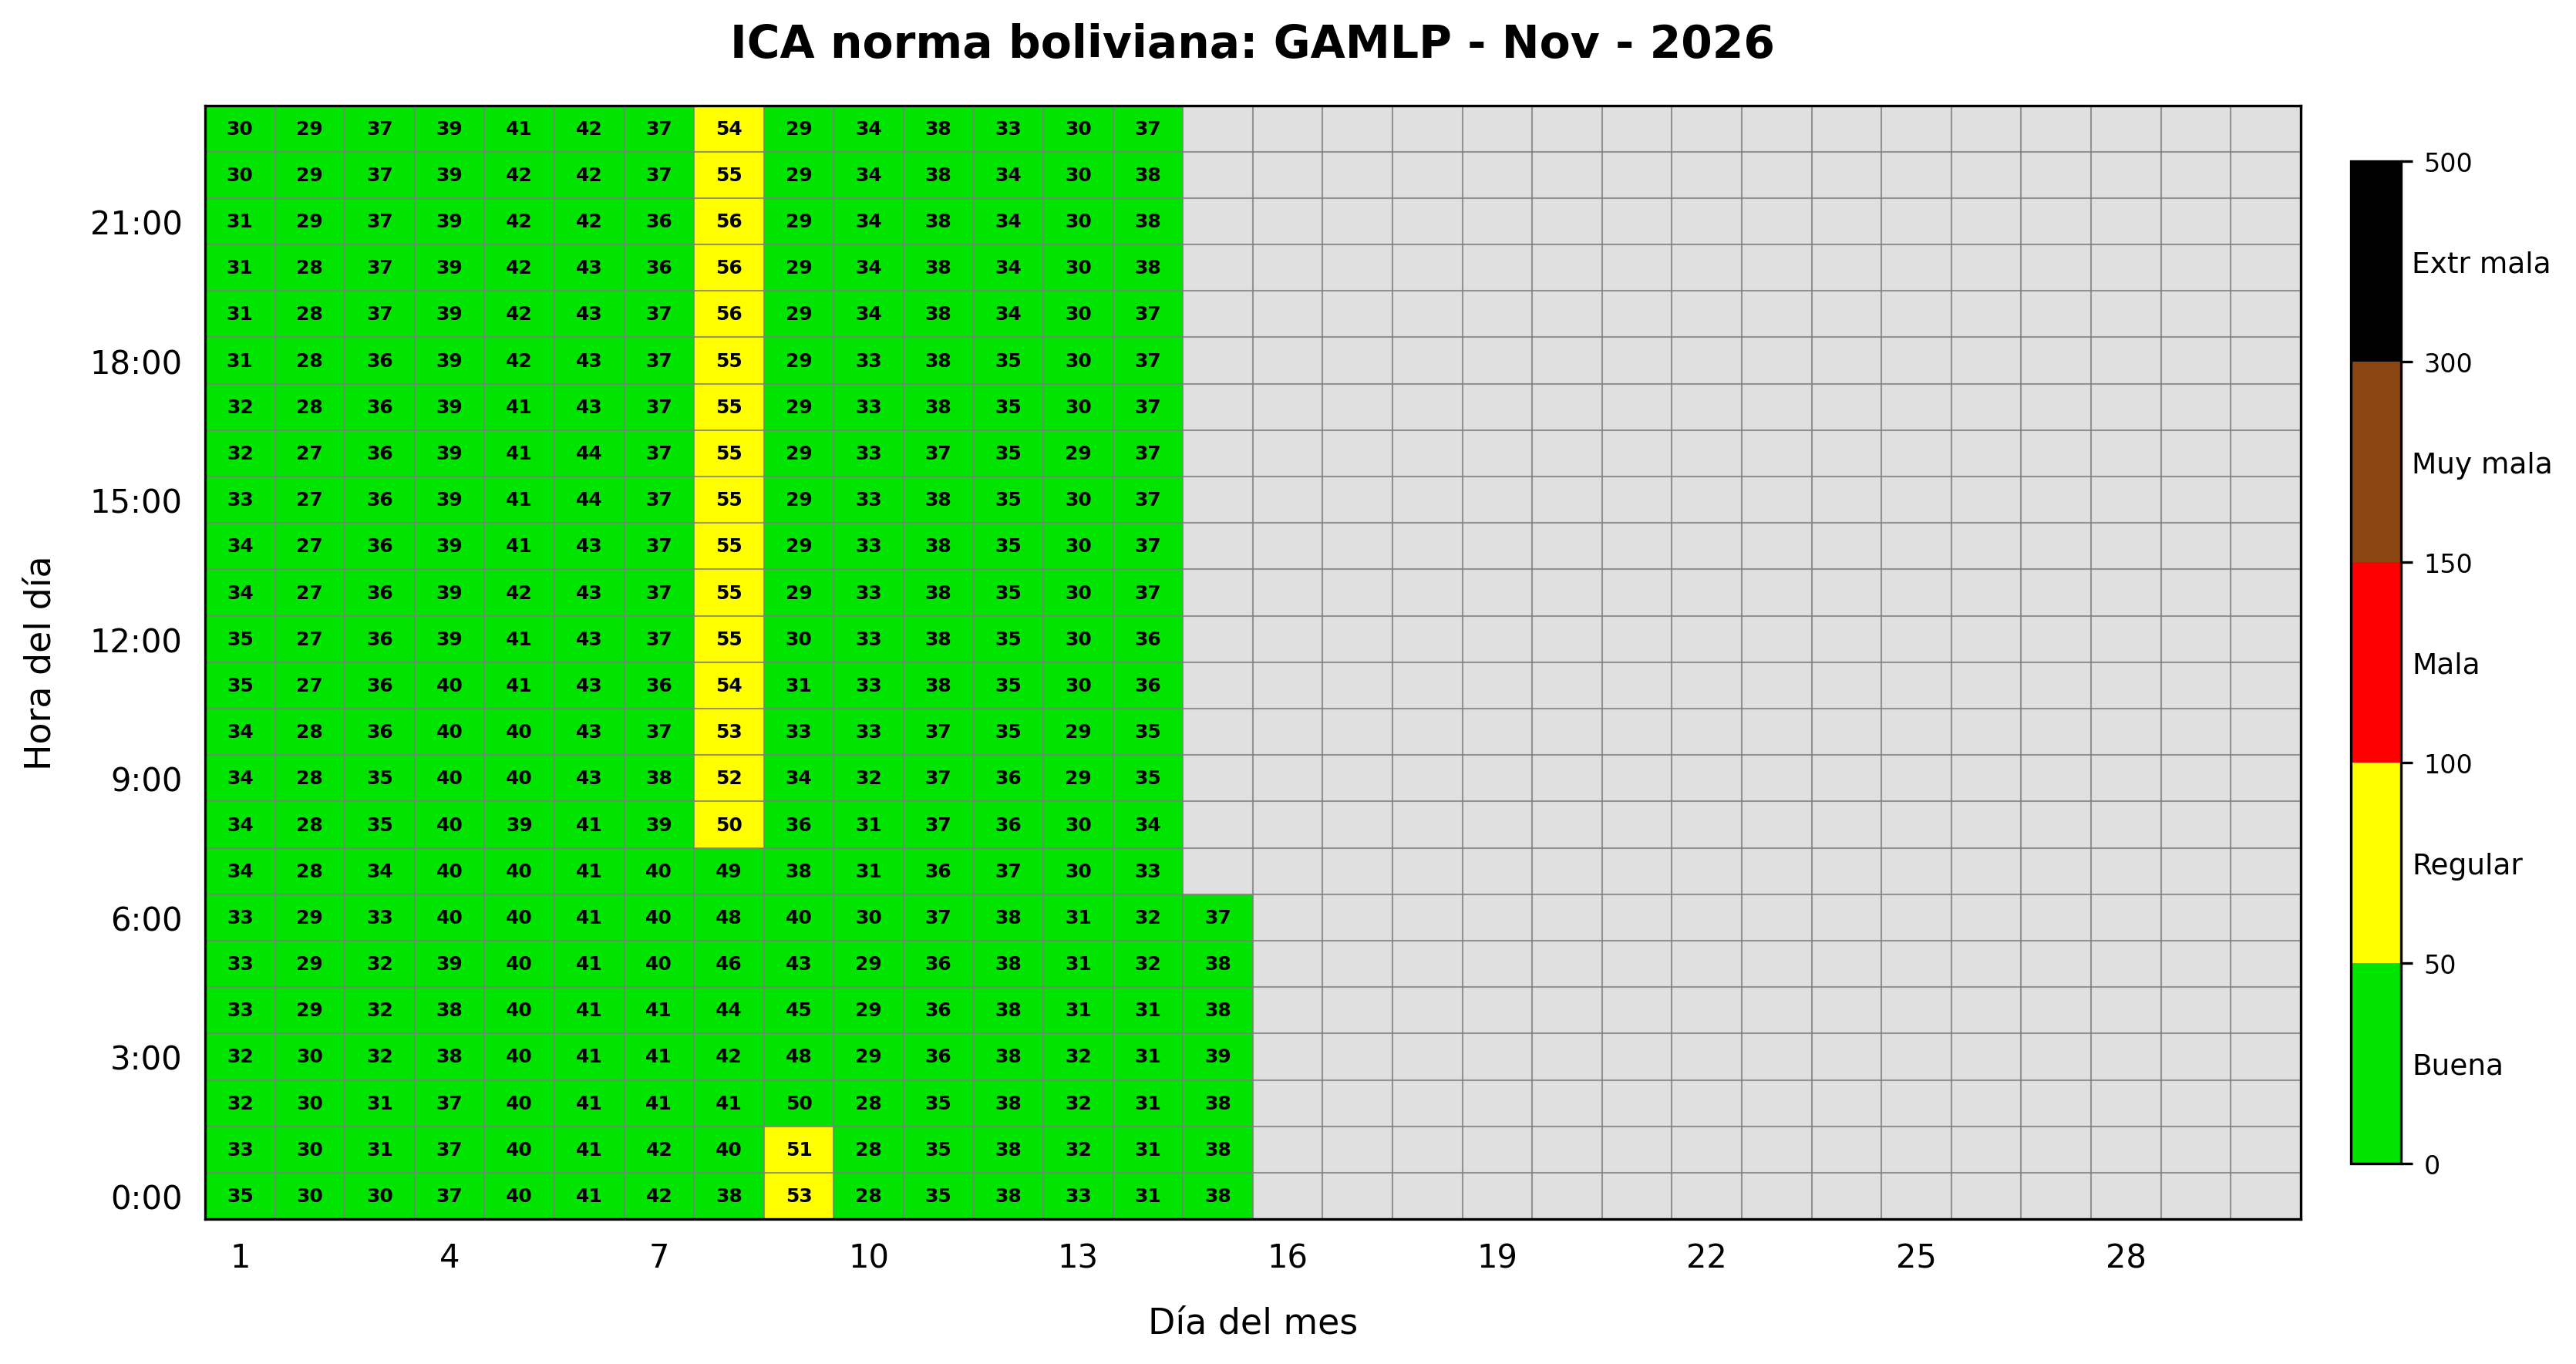 ICA norma boliviana: GAMLP - Nov - 2026
30 29 37 39 41 42 37 54 29 34 38 33 30 37
30 29 37 39 42 42 37 55 29 34 38 34 30 38
21:00 31 29 37 39 42 42 36 56 29 34 38 34 30 38
31 28 37 39 42 43 36 56 29 34 38 34 30 38
31 28 37 39 42 43 37 56 29 34 38 34 30 37
18:00 31 28 36 39 42 43 37 55 29 33 38 35 30 37
32 28 36 39 41 43 37 55 29 33 38 35 30 37
32 27 36 39 41 44 37 55 29 33 37 35 29 37
15:00 33 27 36 39 41 44 37 55 29 33 38 35 30 37
34 27 36 39 41 43 37 55 29 33 38 35 30 37
34 27 36 39 42 43 37 55 29 33 38 35 30 37
12:00 35 27 36 39 41 43 37 55 30 33 38 35 30 36
35 27 36 40 41 43 36 54 31 33 38 35 30 36
34 28 36 40 40 43 37 53 33 33 37 35 29 35
9:00 34 28 35 40 40 43 38 52 34 32 37 36 29 35
34 28 35 40 39 41 39 50 36 31 37 36 30 34
34 28 34 40 40 41 40 49 38 31 36 37 30 33
6:00 33 29 33 40 40 41 40 48 40 30 37 38 31 32 37
33 29 32 39 40 41 40 46 43 29 36 38 31 32 38
33 29 32 38 40 41 41 44 45 29 36 38 31 31 38
3:00 32 30 32 38 40 41 41 42 48 29 36 38 32 31 39
32 30 31 37 40 41 41 41 50 28 35 38 32 31 38
33 30 31 37 40 41 42 40 51 28 35 38 32 31 38
0:00 35 30 30 37 40 41 42 38 53 28 35 38 33 31 38
1 4 7 10 13 16 19 22 25 28
Día del mes
Hora del día
500
Extr mala
300
Muy mala
150
Mala
100
Regular
50
Buena
0